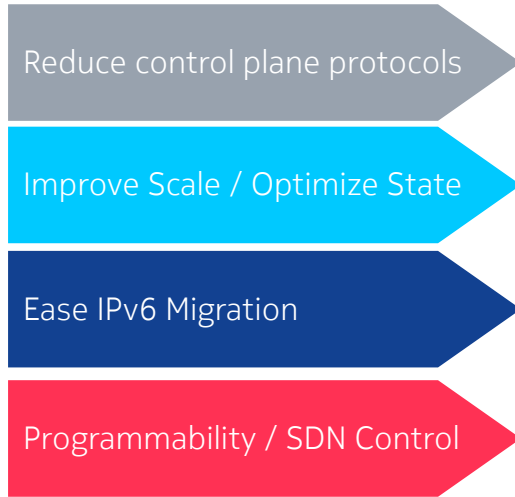 Reduce control plane protocols
Improve Scale / Optimize State
Ease IPv6 Migration
Programmability / SDN Control